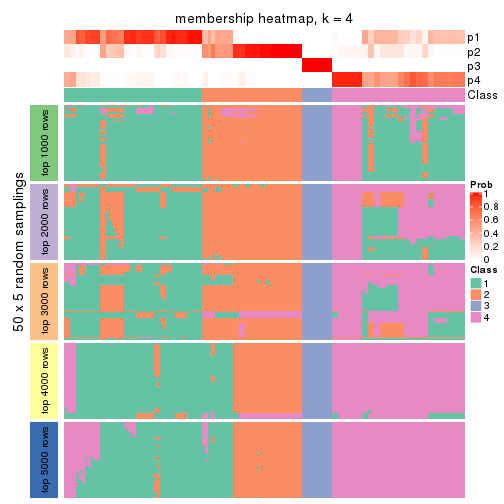 membership heatmap, k = 4
p1
p2
p3
p4
Class
50 x 5 random samplings
top 1000 rows
top 2000 rows
top 3000 rows
top 4000 rows
top 5000 rows
Prob
1
0.8
0.6
0.4
0.2
0
Class
1
2
3
4